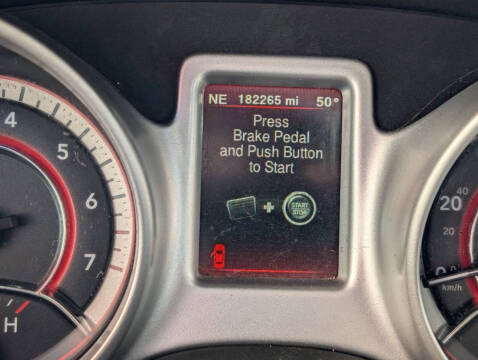 NE 182265 mi 50°
Press
Brake Pedal
and Push Button
to Start
START
STOP
4
5
6
7
H
40
20
20
0
km/h